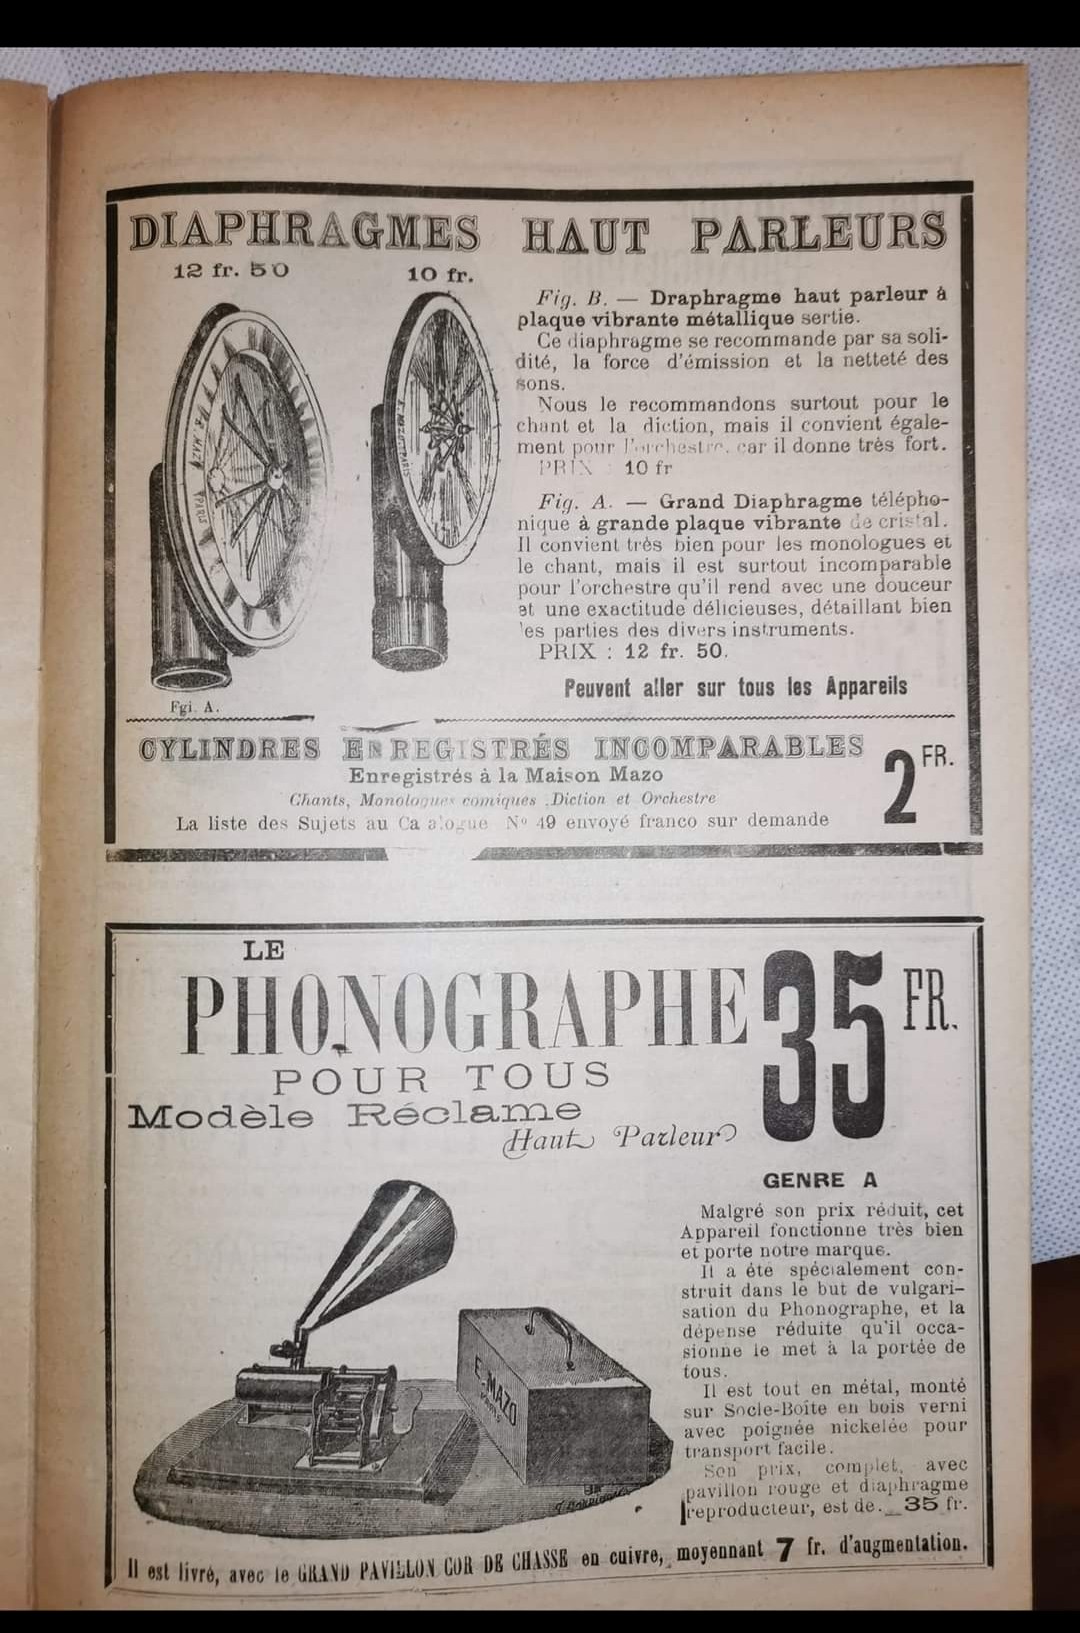 DIAPHRAGMES HAUT PARLEURS
12 fr. 50
10 fr.
E. MAZO PARIS
MAZO
PARIS
Fgi. A.
Fig. B. — Draphragme haut parleur à
plaque vibrante métallique sertie.
Ce diaphragme se recommande par sa soli-
dité, la force d'émission et la netteté des
sons.
Nous le recommandons surtout pour le
chant et la diction, mais il convient égale-
ment pour l'orchestre, car il donne très fort.
PRIX : 10 fr
Fig. A. — Grand Diaphragme télépho-
nique à grande plaque vibrante de cristal.
Il convient très bien pour les monologues et
le chant, mais il est surtout incomparable
pour l'orchestre qu'il rend avec une douceur
et une exactitude délicieuses, détaillant bien
les parties des divers instruments.
PRIX : 12 fr. 50.
Peuvent aller sur tous les Appareils
CYLINDRES ENREGISTRÉS INCOMPARABLES
Enregistrés à la Maison Mazo
Chants, Monologues comiques, Diction et Orchestre
La liste des Sujets au Catalogue Nº 49 envoyé franco sur demande
2 FR.
LE
PHONOGRAPHE
35 FR.
POUR TOUS
Modèle Réclame
Haut Parleur
GENRE A
Malgré son prix réduit, cet
Appareil fonctionne très bien
et porte notre marque.
Il a été spécialement con-
struit dans le but de vulgari-
sation du Phonographe, et la
dépense réduite qu'il occa-
sionne le met à la portée de
tous.
Il est tout en métal, monté
sur Socle-Boîte en bois verni
avec poignée nickelée pour
transport facile.
Son prix, complet, avec
pavillon rouge et diaphragme
reproducteur, est de. 35 fr.
E. MAZO
PARIS
Il est livré, avec le GRAND PAVILLON COR DE CHASSE en cuivre, moyennant 7 fr. d'augmentation.